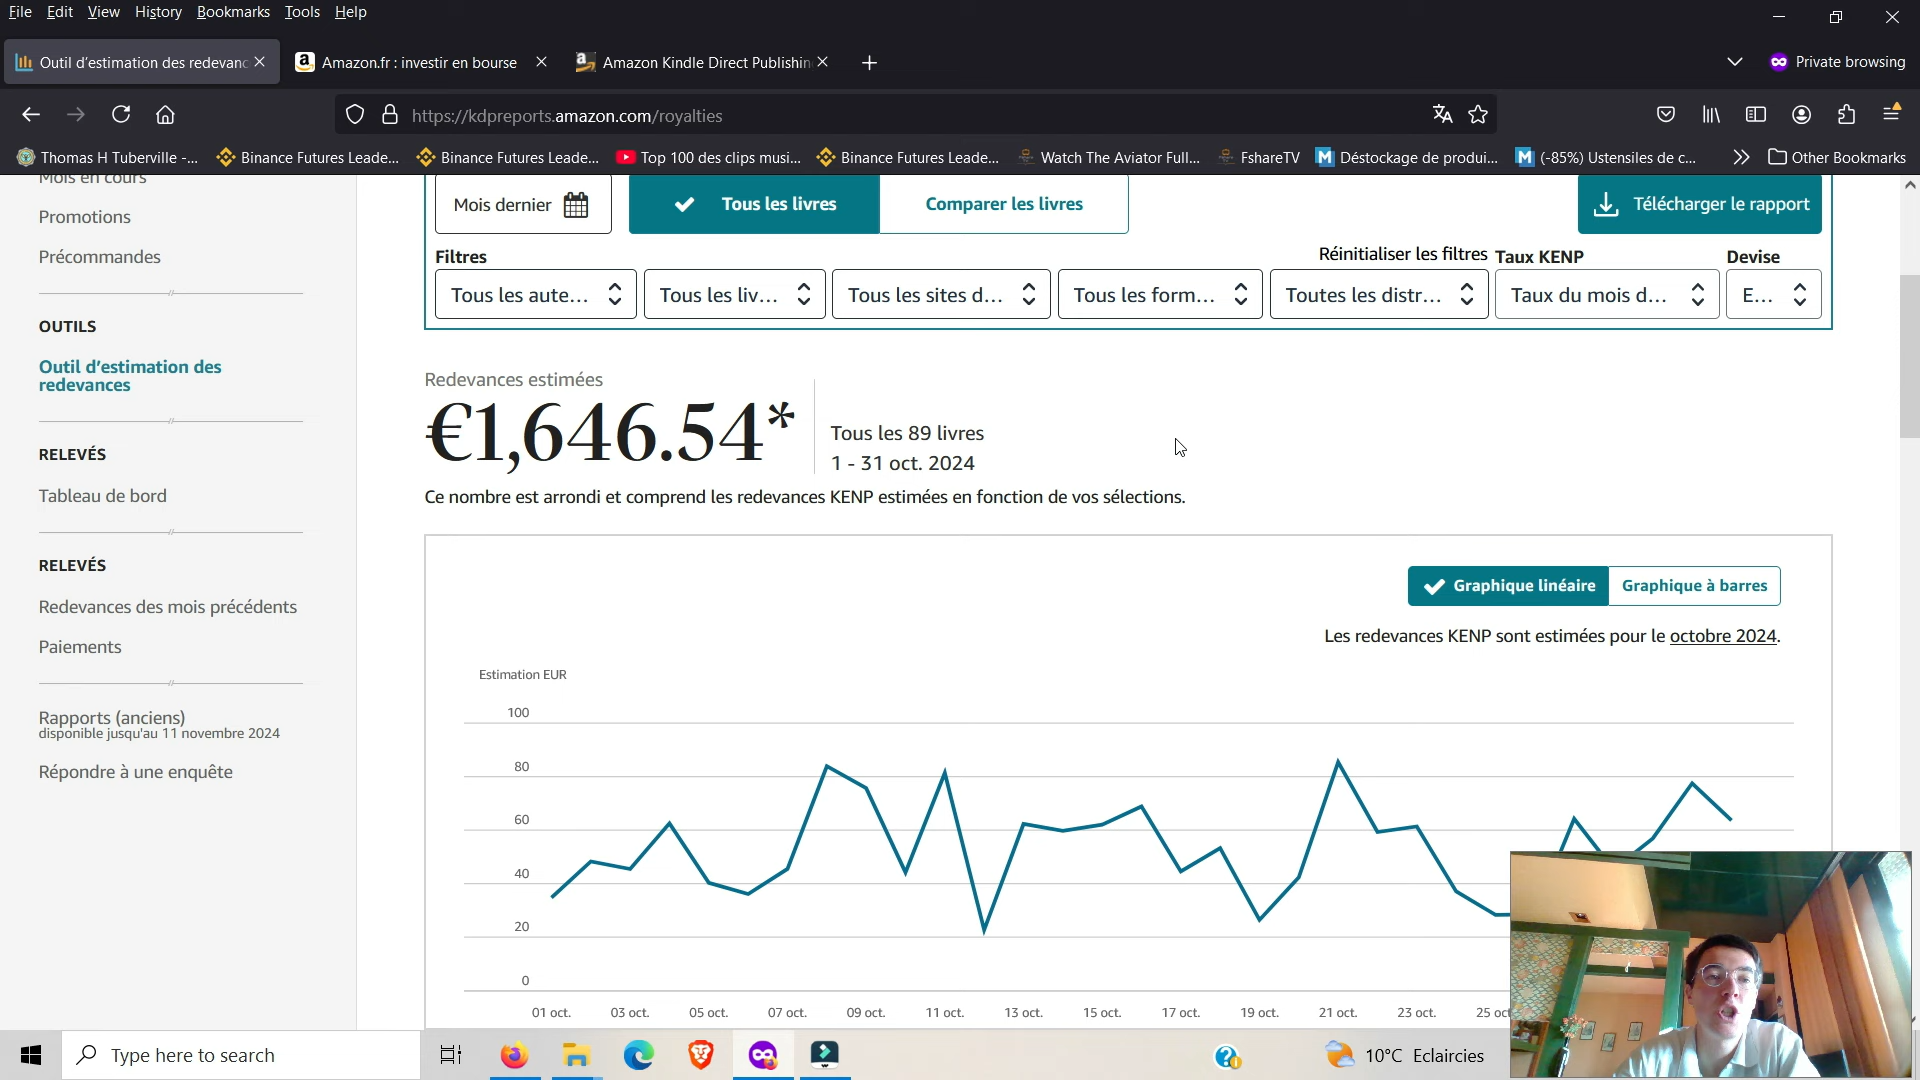 File Edit View History Bookmarks Tools Help
Outil d'estimation des redevanc
Amazon.fr : investir en bourse
Amazon Kindle Direct Publishin
Private browsing
https://kdpreports.amazon.com/royalties
Thomas H Tuberville -...
Binance Futures Leade...
Binance Futures Leade...
Top 100 des clips musi...
Binance Futures Leade...
Watch The Aviator Full...
FshareTV
Déstockage de produi...
(-85%) Ustensiles de c...
Other Bookmarks
Mois en cours
Promotions
Précommandes
OUTILS
Outil d'estimation des
redevances
RELEVÉS
Tableau de bord
RELEVÉS
Redevances des mois précédents
Paiements
Rapports (anciens)
disponible jusqu'au 11 novembre 2024
Répondre à une enquête
Mois dernier
Tous les livres
Comparer les livres
Télécharger le rapport
Filtres
Réinitialiser les filtres
Taux KENP
Devise
Tous les aute...
Tous les liv...
Tous les sites d...
Tous les form...
Toutes les distr...
Taux du mois d...
E...
Redevances estimées
€1,646.54*
Tous les 89 livres
1 - 31 oct. 2024
Ce nombre est arrondi et comprend les redevances KENP estimées en fonction de vos sélections.
Graphique linéaire
Graphique à barres
Les redevances KENP sont estimées pour le octobre 2024.
Estimation EUR
100
80
60
40
20
0
01 oct.
03 oct.
05 oct.
07 oct.
09 oct.
11 oct.
13 oct.
15 oct.
17 oct.
19 oct.
21 oct.
23 oct.
25 oct
Type here to search
10°C Eclaircies